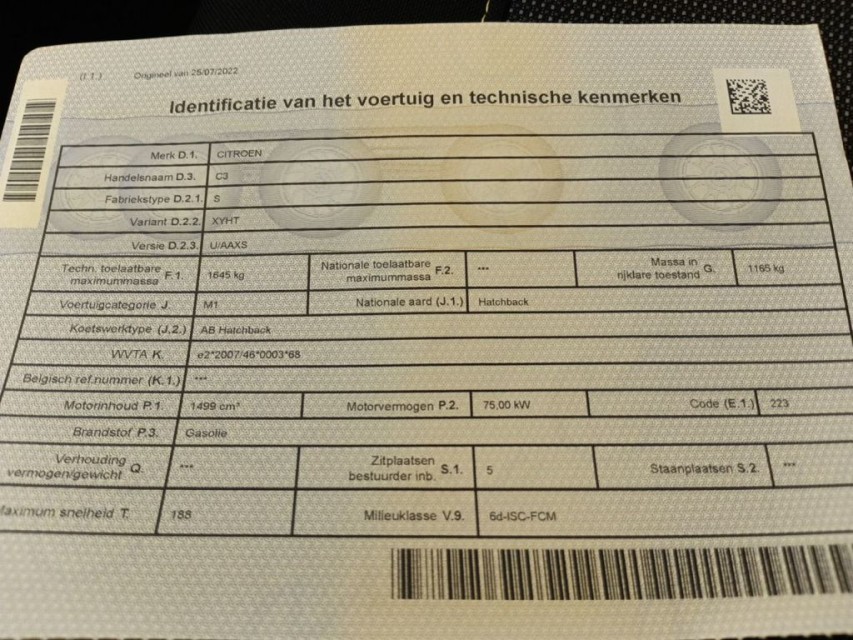 (I.1.) Origineel van 25/07/2022
Identificatie van het voertuig en technische kenmerken
Merk D.1. CITROEN
Handelsnaam D.3. C3
Fabriekstype D.2.1. S
Variant D.2.2. XYHT
Versie D.2.3. U/AAXS
Techn. toelaatbare maximummassa F.1. 1645 kg Nationale toelaatbare maximummassa F.2. *** Massa in rijklare toestand G. 1165 kg
Voertuigcategorie J. M1 Nationale aard (J.1.) Hatchback
Koetswerktype (J.2.) AB Hatchback
WVTA K. e2*2007/46*0003*68
Belgisch ref.nummer (K.1.) ***
Motorinhoud P.1. 1499 cm³ Motorvermogen P.2. 75,00 kW Code (E.1.) 223
Brandstof P.3. Gasolie
Verhouding vermogen/gewicht Q. *** Zitplaatsen bestuurder inb. S.1. 5 Staanplaatsen S.2. ***
Maximum snelheid T. 188 Milieuklasse V.9. 6d-ISC-FCM